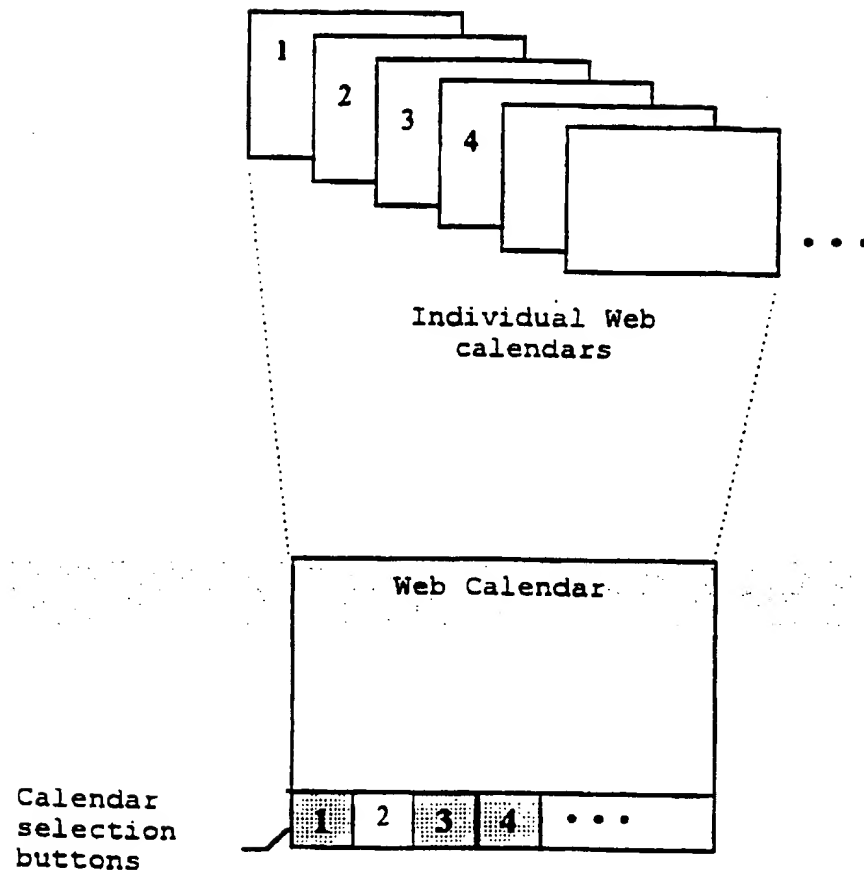 1
2
3
4
• • •
Individual Web
calendars
Web Calendar
Calendar
selection
buttons
1 2 3 4 • • •